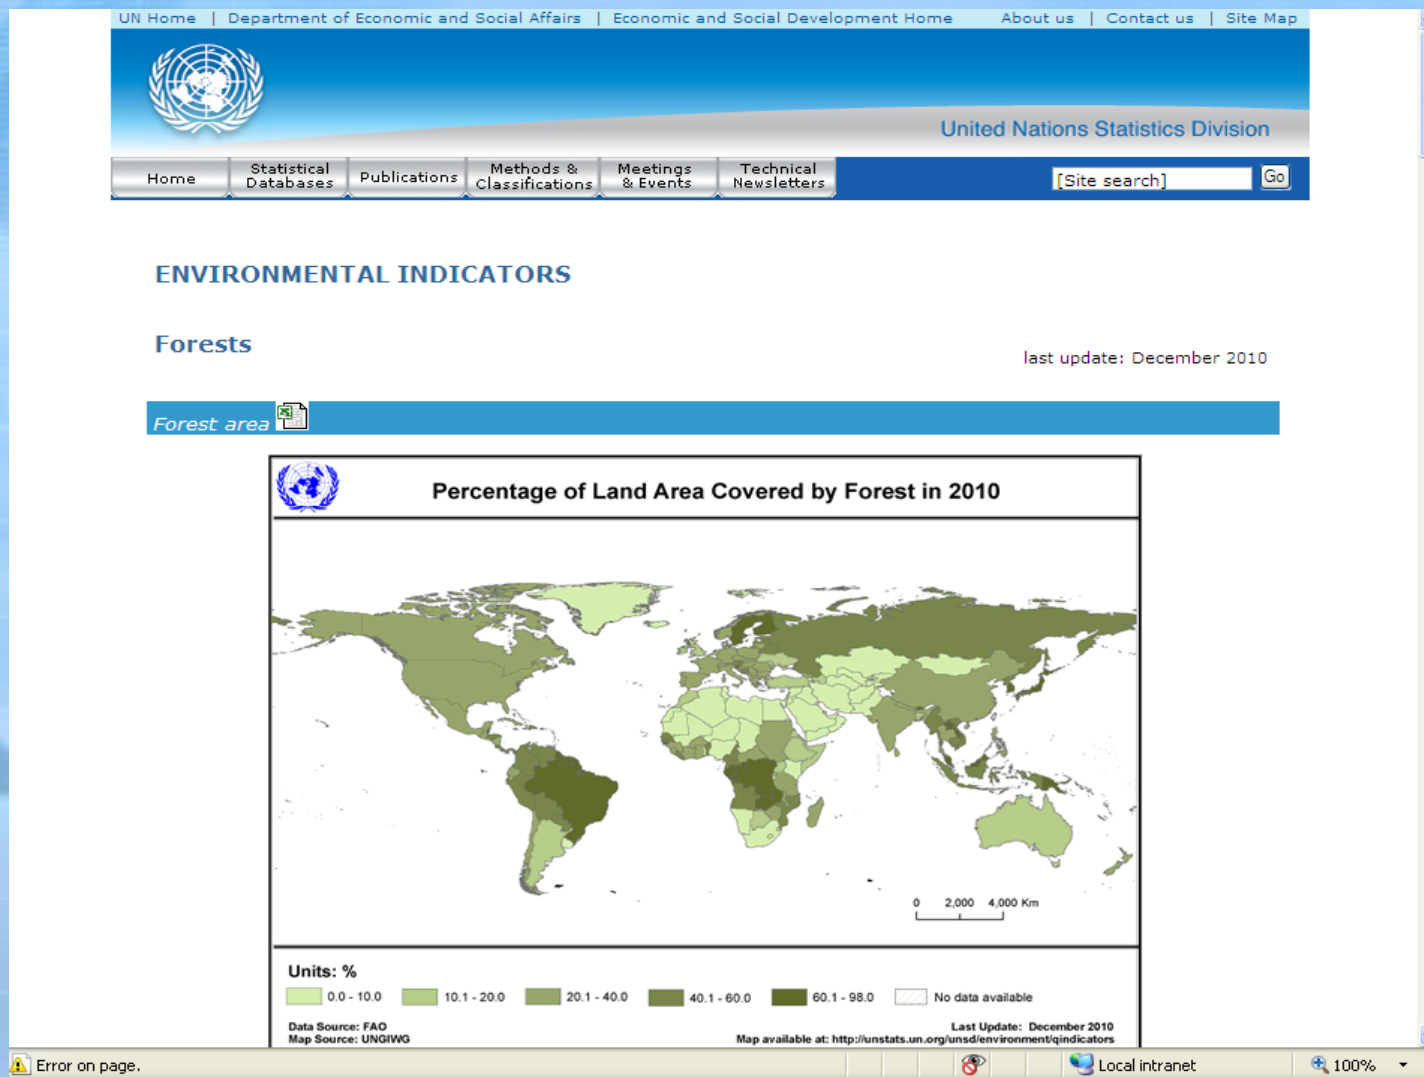 UN Home | Department of Economic and Social Affairs | Economic and Social Development Home About us | Contact us | Site Map
United Nations Statistics Division
Home Statistical Databases Publications Methods & Classifications Meetings & Events Technical Newsletters [Site search] Go
ENVIRONMENTAL INDICATORS
Forests
last update: December 2010
Forest area
Percentage of Land Area Covered by Forest in 2010
0 2,000 4,000 Km
Units: %
0.0 - 10.0 10.1 - 20.0 20.1 - 40.0 40.1 - 60.0 60.1 - 98.0 No data available
Data Source: FAO Last Update: December 2010
Map Source: UNGIWG Map available at: http://unstats.un.org/unsd/environment/qindicators
Error on page. Local intranet 100%